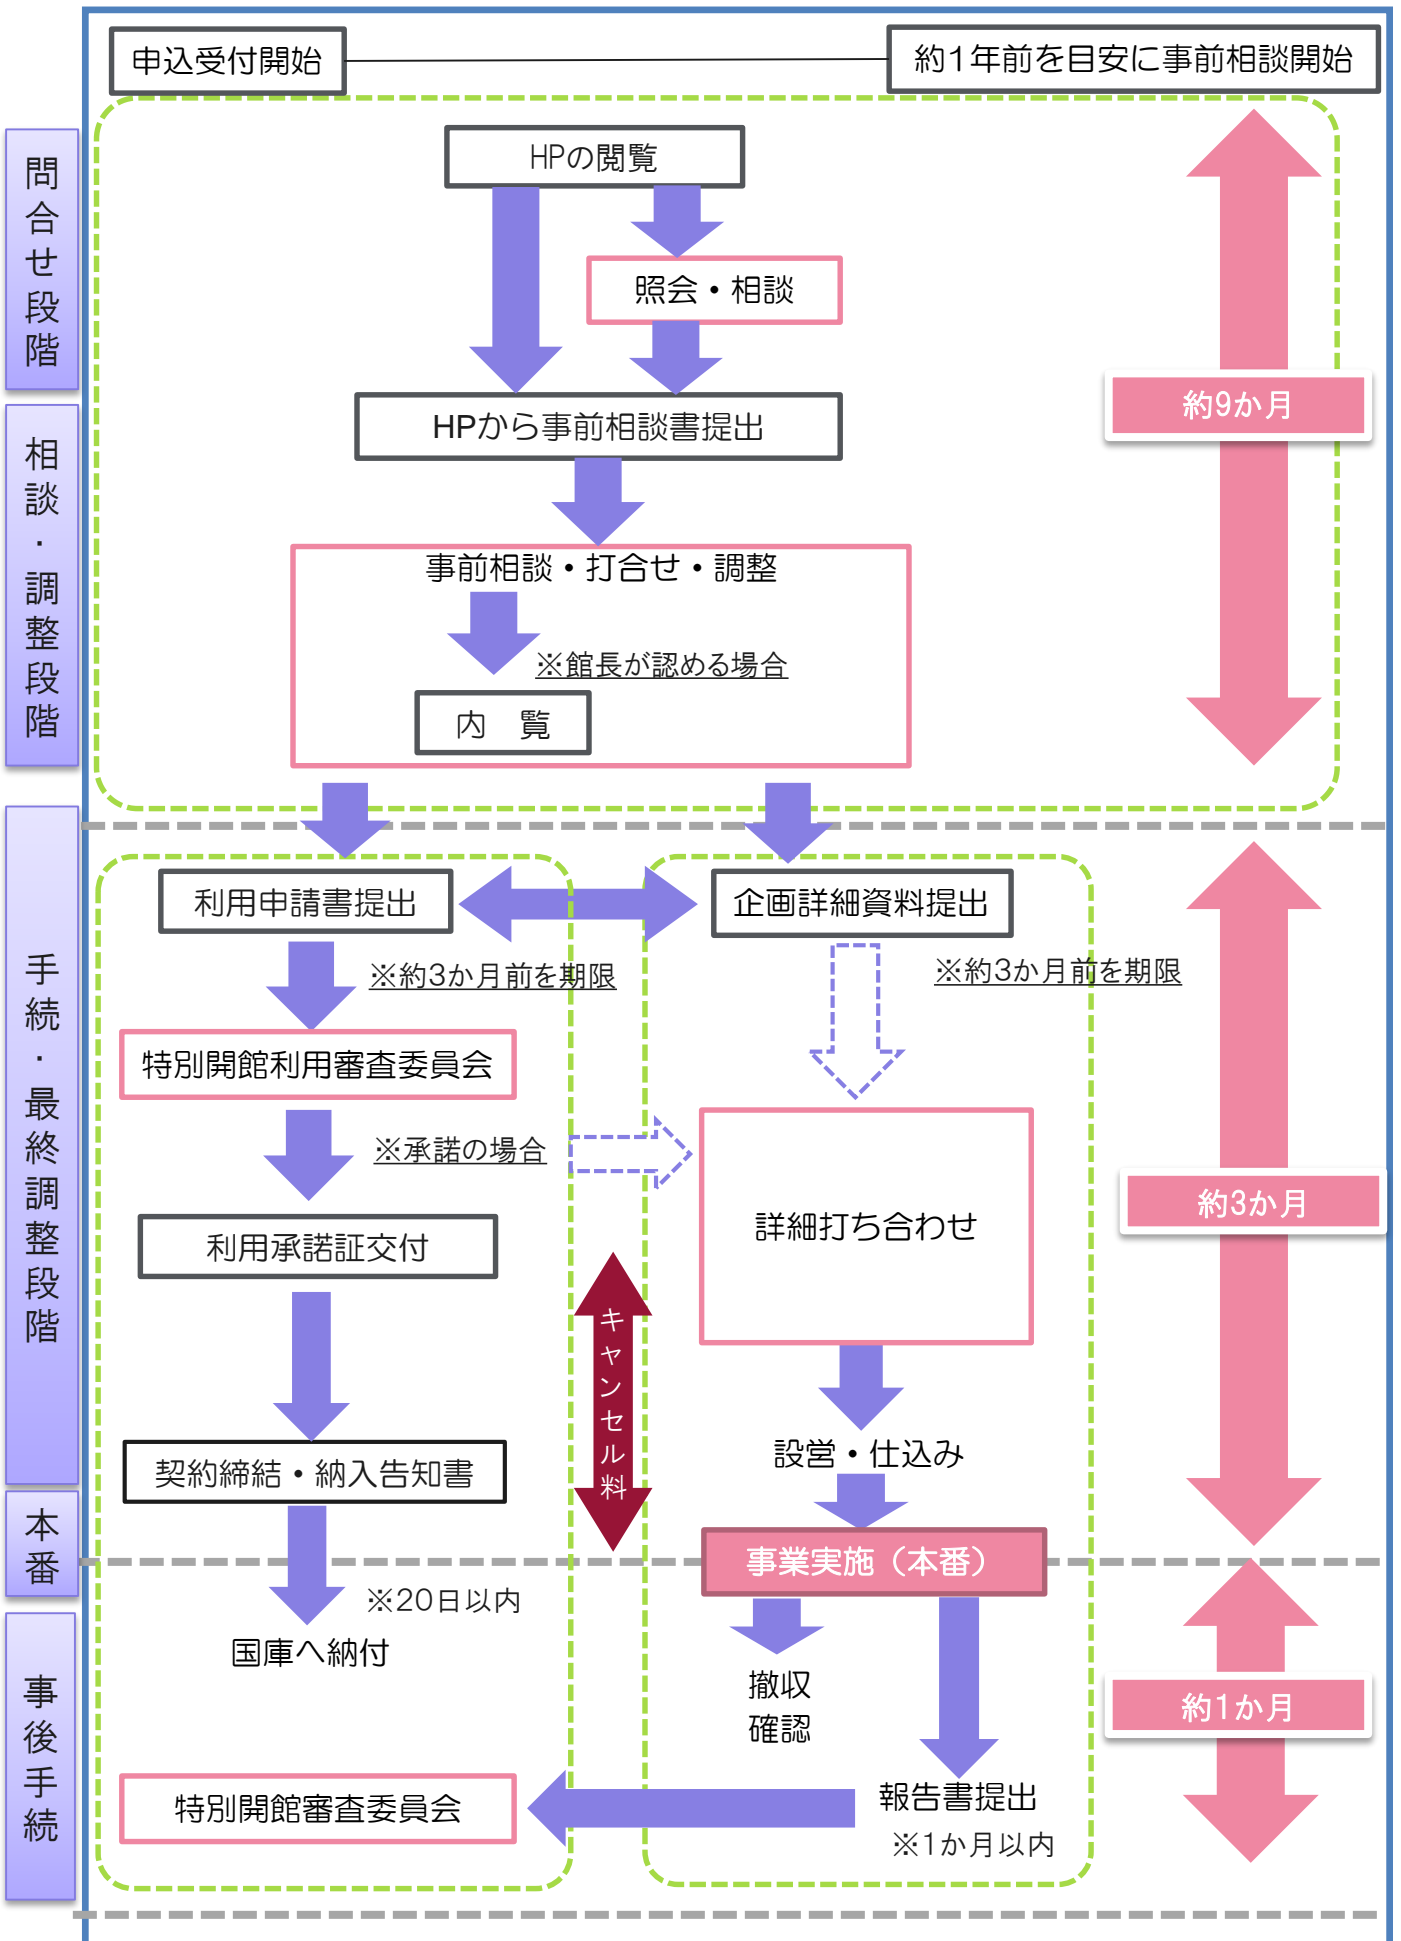 申込受付開始
約1年前を目安に事前相談開始
問合せ段階
HPの閲覧
照会・相談
約9か月
HPから事前相談書提出
相談・調整段階
事前相談・打合せ・調整
※館長が認める場合
内　覧
手続・最終調整段階
利用申請書提出
企画詳細資料提出
※約3か月前を期限
※約3か月前を期限
特別開館利用審査委員会
※承諾の場合
約3か月
詳細打ち合わせ
利用承諾証交付
キャンセル料
設営・仕込み
契約締結・納入告知書
本番
事業実施（本番）
※20日以内
国庫へ納付
事後手続
撤収
確認
約1か月
報告書提出
※1か月以内
特別開館審査委員会